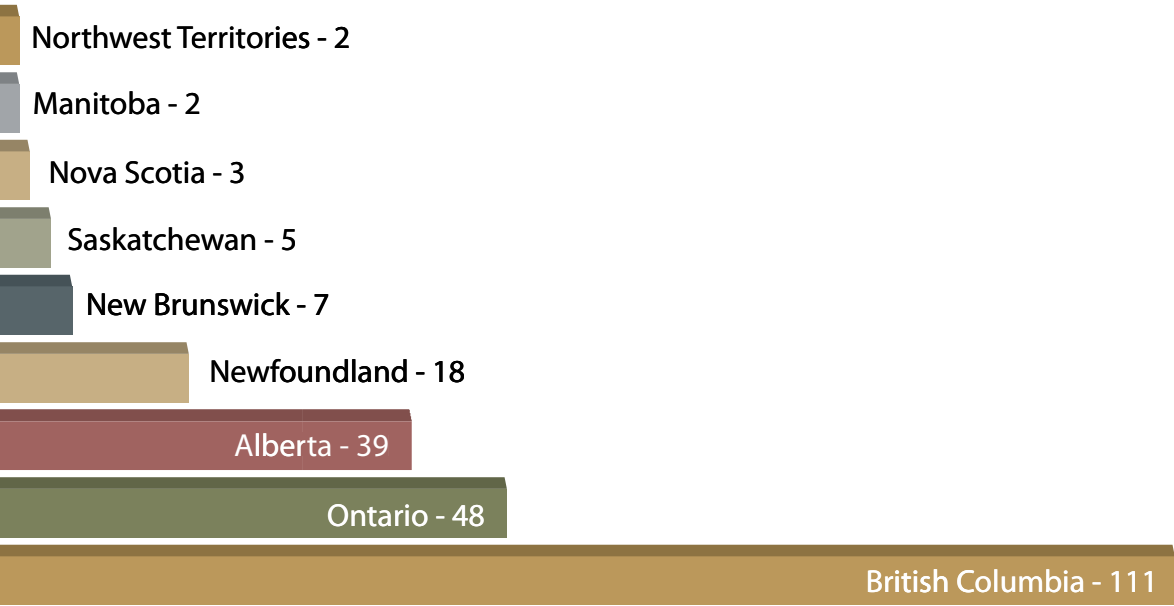 Northwest Territories - 2
Manitoba - 2
Nova Scotia - 3
Saskatchewan - 5
New Brunswick - 7
Newfoundland - 18
Alberta - 39
Ontario - 48
British Columbia - 111